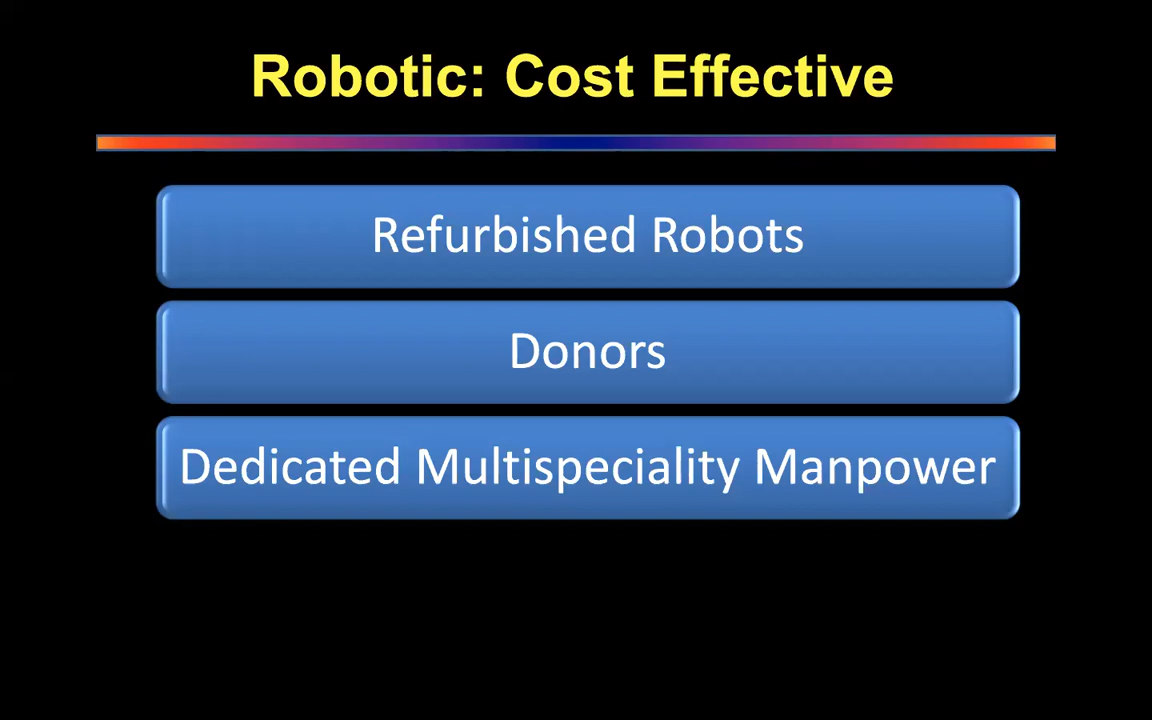 Robotic: Cost Effective
Refurbished Robots
Donors
Dedicated Multispeciality Manpower